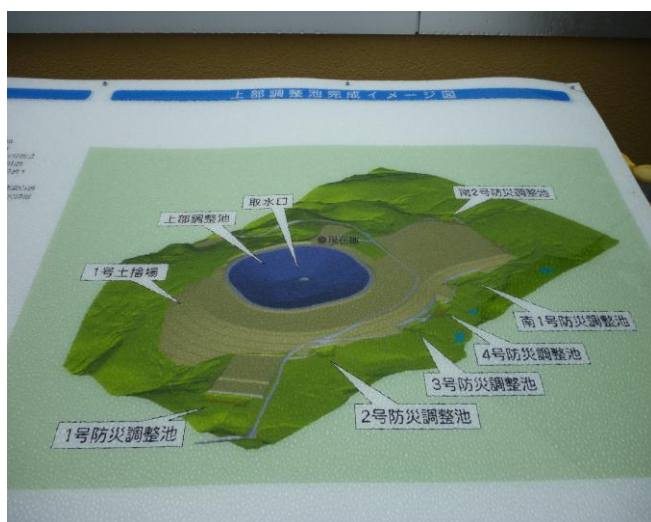 上部調整池完成イメージ図
南2号防災調整池
取水口
上部調整池
現在地
1号土捨場
南1号防災調整池
4号防災調整池
3号防災調整池
2号防災調整池
1号防災調整池